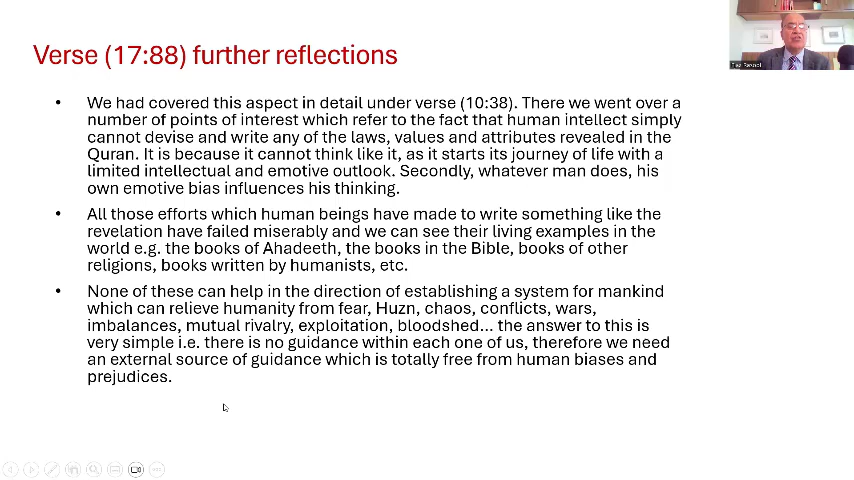 Verse (17:88) further reflections
• We had covered this aspect in detail under verse (10:38). There we went over a
number of points of interest which refer to the fact that human intellect simply
cannot devise and write any of the laws, values and attributes revealed in the
Quran. It is because it cannot think like it, as it starts its journey of life with a
limited intellectual and emotive outlook. Secondly, whatever man does, his
own emotive bias influences his thinking.
• All those efforts which human beings have made to write something like the
revelation have failed miserably and we can see their living examples in the
world e.g. the books of Ahadeeth, the books in the Bible, books of other
religions, books written by humanists, etc.
• None of these can help in the direction of establishing a system for mankind
which can relieve humanity from fear, Huzn, chaos, conflicts, wars,
imbalances, mutual rivalry, exploitation, bloodshed... the answer to this is
very simple i.e. there is no guidance within each one of us, therefore we need
an external source of guidance which is totally free from human biases and
prejudices.